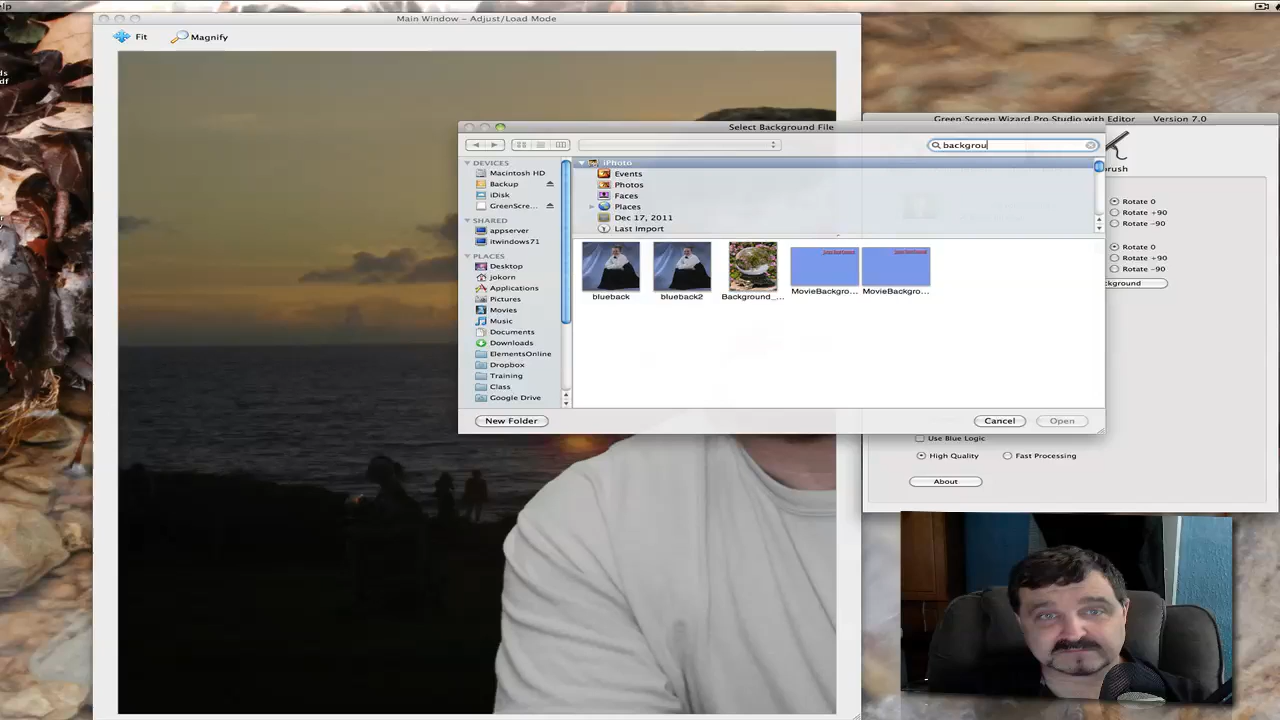 elp
Main Window – Adjust/Load Mode
Fit
Magnify
ds
df
Green Screen Wizard Pro Studio with Editor Version 7.0
Select Background File
backgrou
DEVICES
Macintosh HD
Backup
iDisk
GreenScre...
SHARED
appserver
itwindows71
PLACES
Desktop
jokorn
Applications
Pictures
Movies
Music
Documents
Downloads
ElementsOnline
Dropbox
Training
Class
Google Drive
iPhoto
Events
Photos
Faces
Places
Dec 17, 2011
Last Import
blueback
blueback2
Background_...
MovieBackgro...
MovieBackgro...
New Folder
Cancel
Open
rush
Rotate 0
Rotate +90
Rotate -90
Rotate 0
Rotate +90
Rotate -90
ckground
Use Blue Logic
High Quality
Fast Processing
About